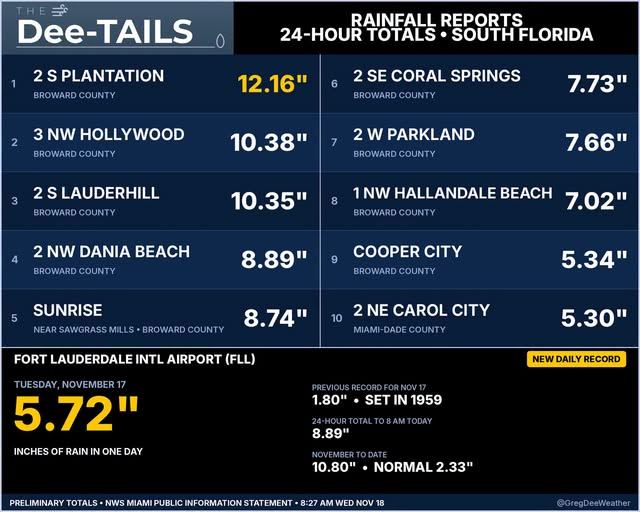 THE
Dee-TAILS
RAINFALL REPORTS
24-HOUR TOTALS • SOUTH FLORIDA
1 2 S PLANTATION 12.16"
BROWARD COUNTY
2 3 NW HOLLYWOOD 10.38"
BROWARD COUNTY
3 2 S LAUDERHILL 10.35"
BROWARD COUNTY
4 2 NW DANIA BEACH 8.89"
BROWARD COUNTY
5 SUNRISE 8.74"
NEAR SAWGRASS MILLS • BROWARD COUNTY
6 2 SE CORAL SPRINGS 7.73"
BROWARD COUNTY
7 2 W PARKLAND 7.66"
BROWARD COUNTY
8 1 NW HALLANDALE BEACH 7.02"
BROWARD COUNTY
9 COOPER CITY 5.34"
BROWARD COUNTY
10 2 NE CAROL CITY 5.30"
MIAMI-DADE COUNTY
FORT LAUDERDALE INTL AIRPORT (FLL)
NEW DAILY RECORD
TUESDAY, NOVEMBER 17
5.72"
INCHES OF RAIN IN ONE DAY
PREVIOUS RECORD FOR NOV 17
1.80" • SET IN 1959
24-HOUR TOTAL TO 8 AM TODAY
8.89"
NOVEMBER TO DATE
10.80" • NORMAL 2.33"
PRELIMINARY TOTALS • NWS MIAMI PUBLIC INFORMATION STATEMENT • 8:27 AM WED NOV 18
@GregDeeWeather